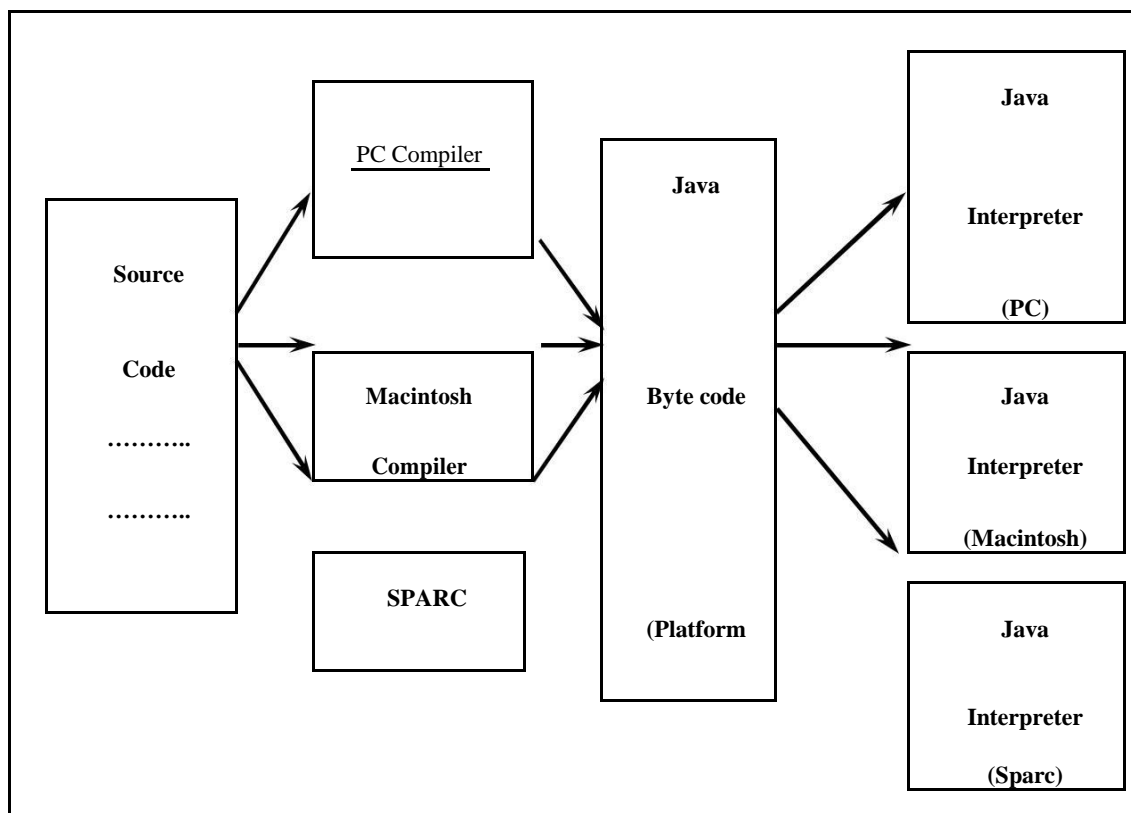 Source
Code
………..
………..
PC Compiler
Macintosh
Compiler
SPARC
Java
Byte code
(Platform
Java
Interpreter
(PC)
Java
Interpreter
(Macintosh)
Java
Interpreter
(Sparc)